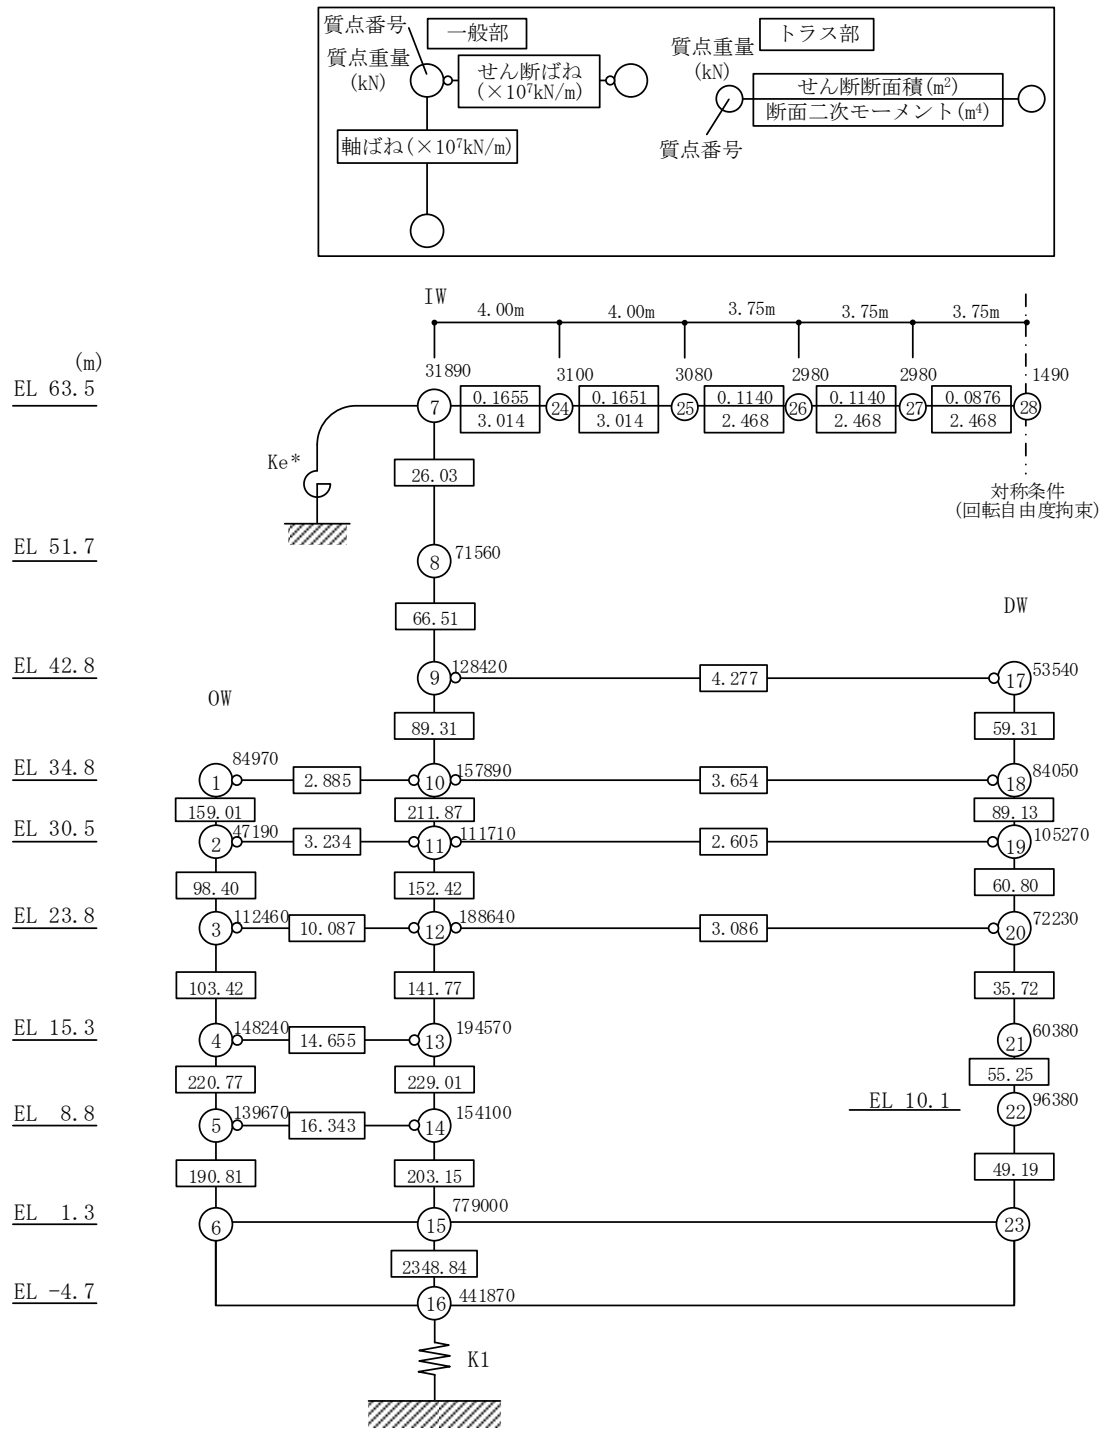 質点番号
一般部
質点重量
(kN)
せん断ばね
(×10⁷kN/m)
軸ばね(×10⁷kN/m)
トラス部
質点重量
(kN)
せん断断面積(m²)
断面二次モーメント(m⁴)
質点番号
IW
4.00m 4.00m 3.75m 3.75m 3.75m
(m)
EL 63.5
31890 3100 3080 2980 2980 1490
7 0.1655 24 0.1651 25 0.1140 26 0.1140 27 0.0876 28
3.014 3.014 2.468 2.468 2.468
Ke*
26.03
対称条件
(回転自由度拘束)
EL 51.7
8 71560
66.51
DW
EL 42.8
9 128420 4.277 17 53540
OW
89.31 59.31
EL 34.8
1 84970 2.885 10 157890 3.654 18 84050
159.01 211.87 89.13
EL 30.5
2 47190 3.234 11 111710 2.605 19 105270
98.40 152.42 60.80
EL 23.8
3 112460 10.087 12 188640 3.086 20 72230
103.42 141.77 35.72
EL 15.3
4 148240 14.655 13 194570 21 60380
220.77 229.01 55.25
EL 8.8
5 139670 16.343 14 154100
EL 10.1
22 96380
190.81 203.15 49.19
EL 1.3
6 15 779000 23
2348.84
EL -4.7
16 441870
K1